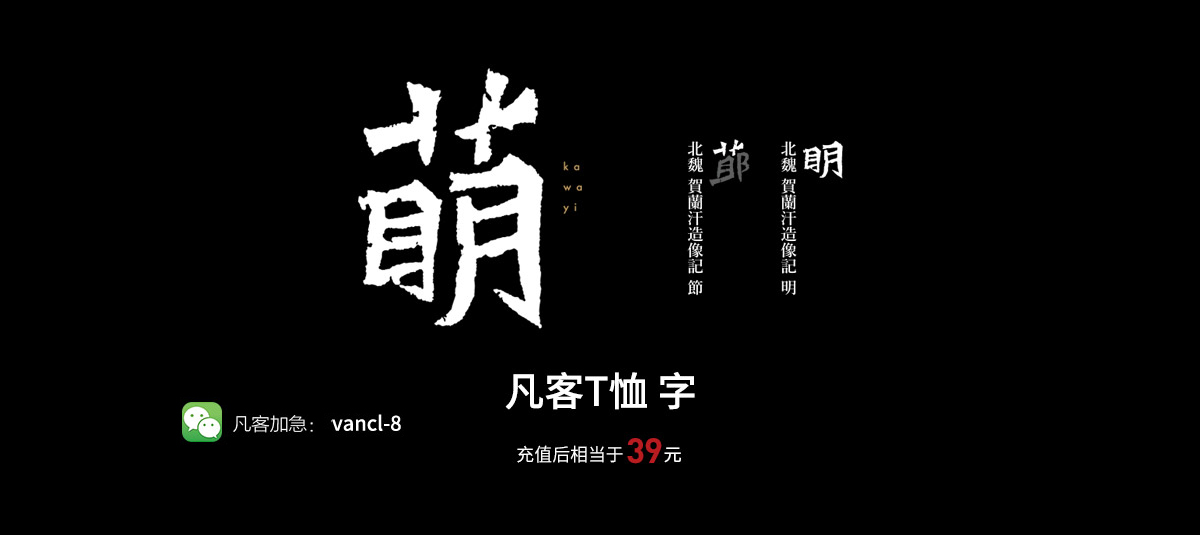 萌
ka
wa
yi
明
北魏 賀蘭汗造像記 明
節
北魏 賀蘭汗造像記 節
凡客T恤 字
凡客加急： vancl-8
充值后相当于39元